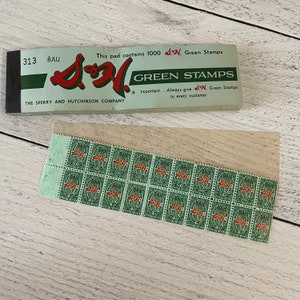 This pad contains 1000 S&H Green Stamps
313 8AU
S&H
GREEN STAMPS
Important... Always give S&H Green Stamps
to every customer
THE SPERRY AND HUTCHINSON COMPANY